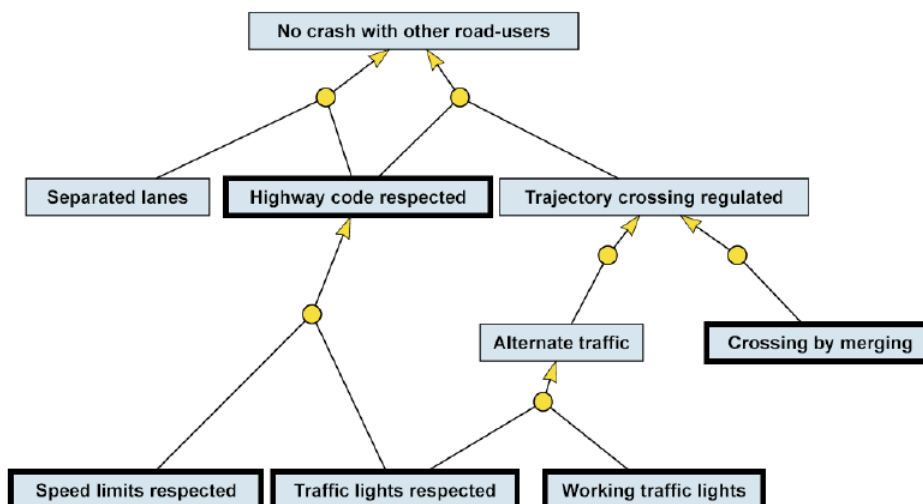 No crash with other road-users
Separated lanes
Highway code respected
Trajectory crossing regulated
Alternate traffic
Crossing by merging
Speed limits respected
Traffic lights respected
Working traffic lights